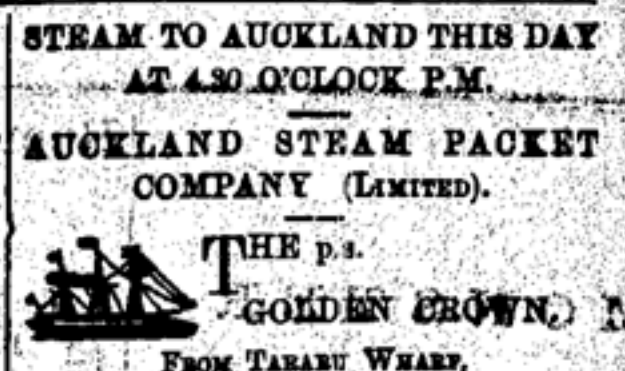 STEAM TO AUCKLAND THIS DAY
AT 4.30 O'CLOCK P.M.
AUCKLAND STEAM PACKET
COMPANY (LIMITED).
THE p.s.
GOLDEN CROWN,
FROM TARARU WHARF,